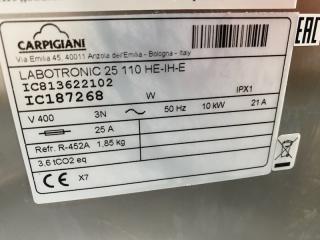 CARPIGIANI
Via Emilia 45, 40011 Anzola dell'Emilia - Bologna - Italy
LABOTRONIC 25 110 HE-IH-E
IC813622102
IC187268 W IPX1
V 400 3N 50 Hz 10 kW 21 A
25 A
Refr. R-452A 1,85 kg
3,6 tCO2 eq
CE X7
EAC